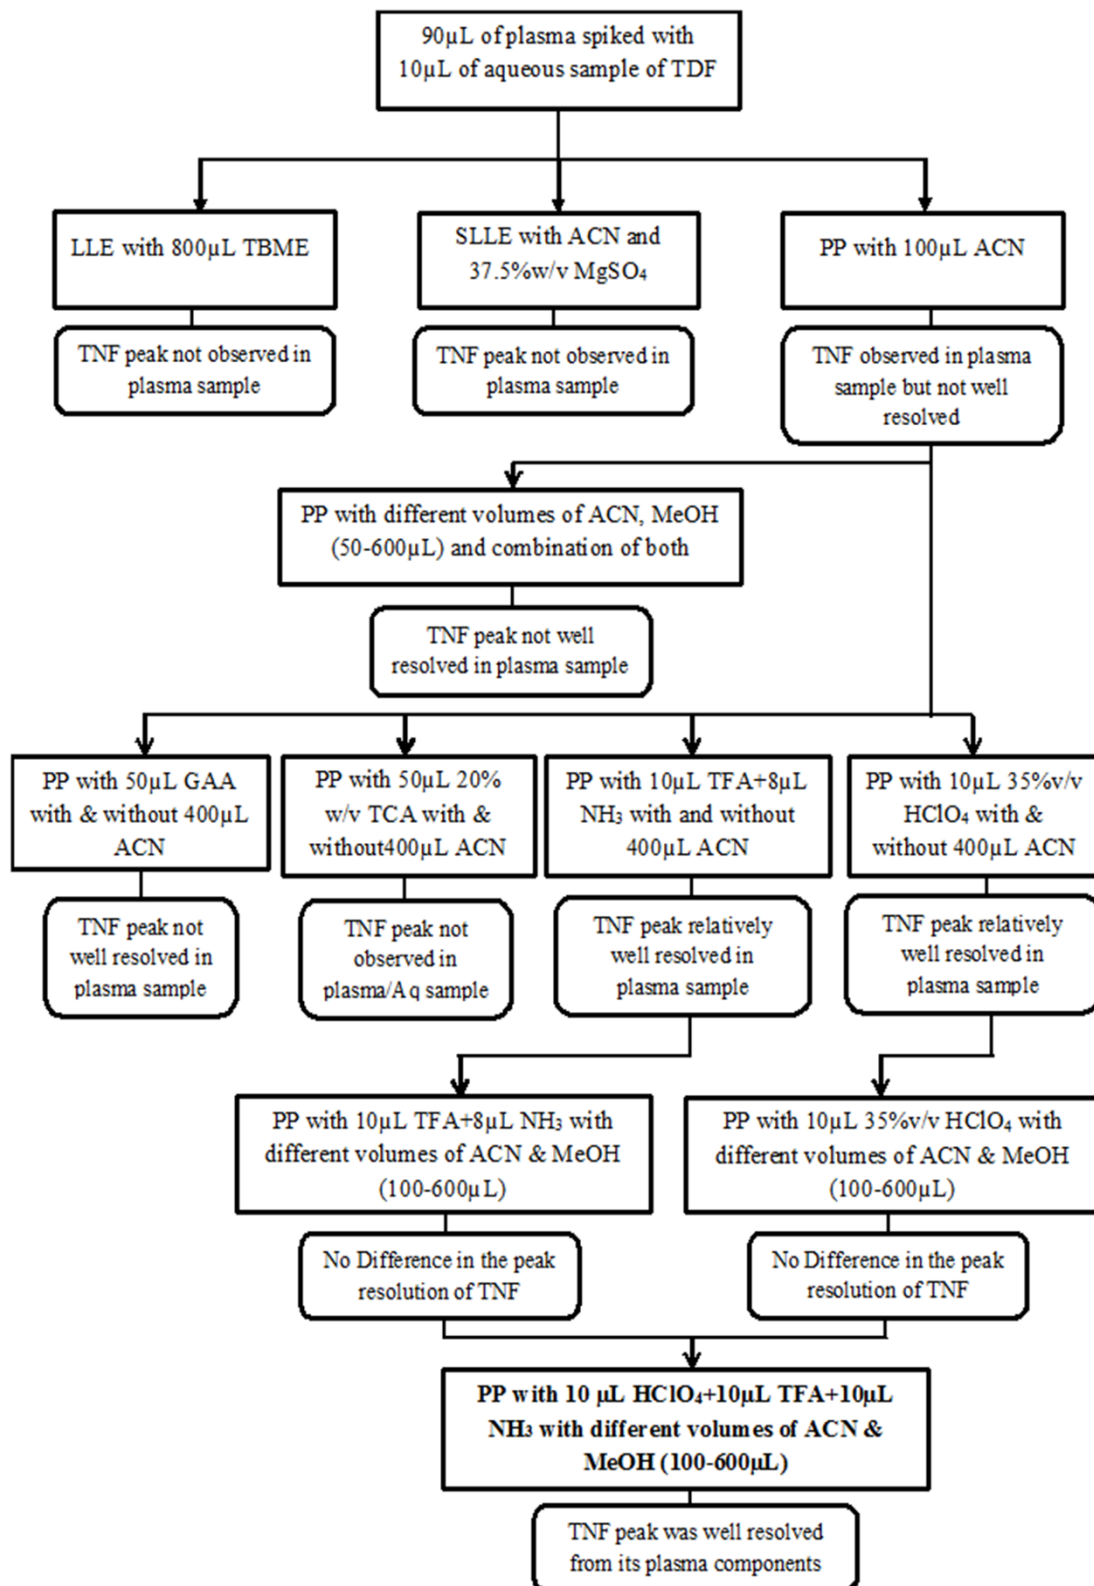 90µL of plasma spiked with
10µL of aqueous sample of TDF
LLE with 800µL TBME
SLLE with ACN and
37.5%w/v MgSO₄
PP with 100µL ACN
TNF peak not observed in
plasma sample
TNF peak not observed in
plasma sample
TNF observed in plasma
sample but not well
resolved
PP with different volumes of ACN, MeOH
(50-600µL) and combination of both
TNF peak not well
resolved in plasma sample
PP with 50µL GAA
with & without 400µL
ACN
PP with 50µL 20%
w/v TCA with &
without400µL ACN
PP with 10µL TFA+8µL
NH₃ with and without
400µL ACN
PP with 10µL 35%v/v
HClO₄ with &
without 400µL ACN
TNF peak not
well resolved in
plasma sample
TNF peak not
observed in
plasma/Aq sample
TNF peak relatively
well resolved in
plasma sample
TNF peak relatively
well resolved in
plasma sample
PP with 10µL TFA+8µL NH₃ with
different volumes of ACN & MeOH
(100-600µL)
PP with 10µL 35%v/v HClO₄ with
different volumes of ACN & MeOH
(100-600µL)
No Difference in the peak
resolution of TNF
No Difference in the peak
resolution of TNF
PP with 10 µL HClO₄+10µL TFA+10µL
NH₃ with different volumes of ACN &
MeOH (100-600µL)
TNF peak was well resolved
from its plasma components